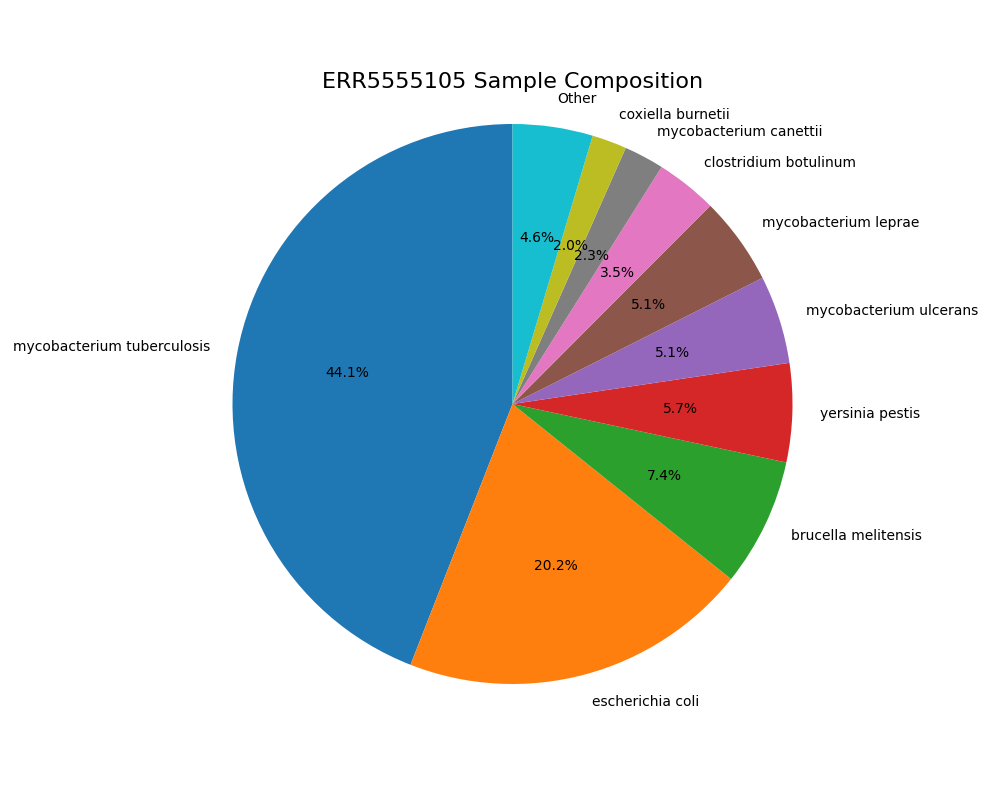 ERR5555105 Sample Composition
Other
coxiella burnetii
mycobacterium canettii
clostridium botulinum
mycobacterium leprae
mycobacterium ulcerans
yersinia pestis
brucella melitensis
escherichia coli
mycobacterium tuberculosis
4.6%
2.0%
2.3%
3.5%
5.1%
5.1%
5.7%
7.4%
20.2%
44.1%